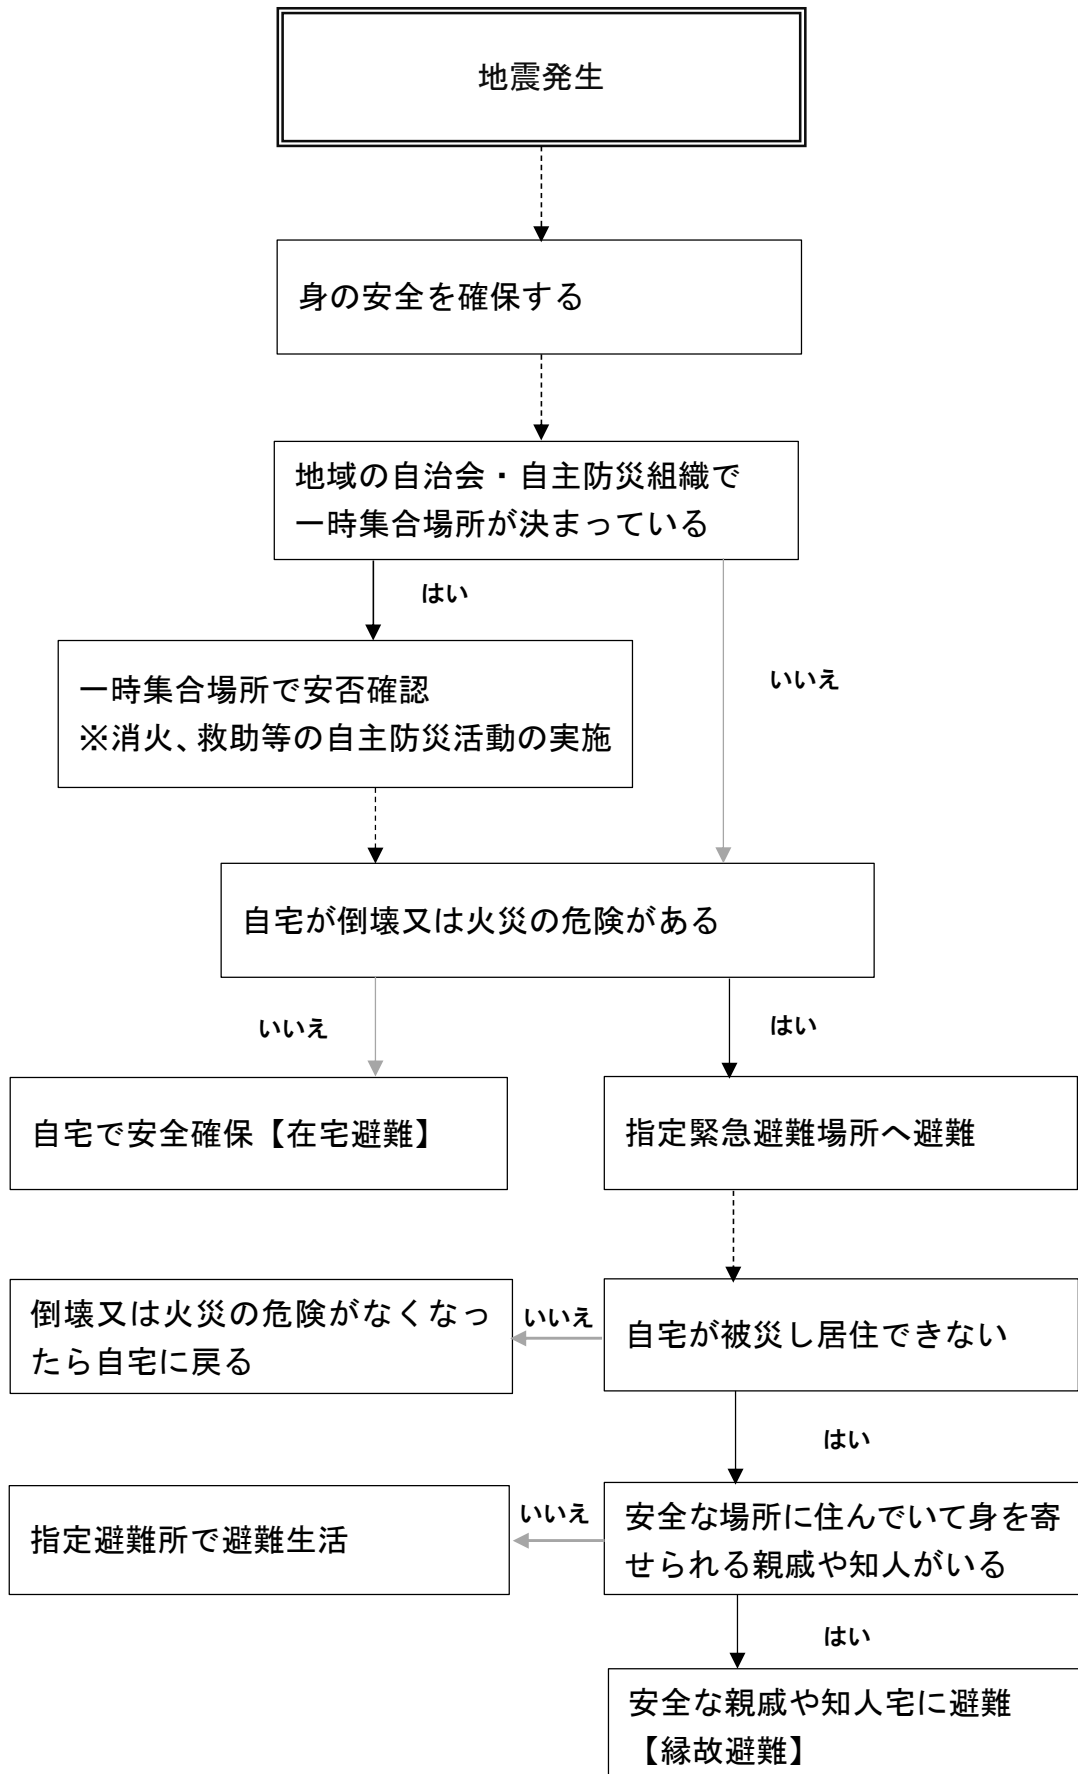 地震発生
身の安全を確保する
地域の自治会・自主防災組織で
一時集合場所が決まっている
はい
いいえ
一時集合場所で安否確認
※消火、救助等の自主防災活動の実施
自宅が倒壊又は火災の危険がある
いいえ
はい
自宅で安全確保【在宅避難】
指定緊急避難場所へ避難
倒壊又は火災の危険がなくなっ
たら自宅に戻る
いいえ
自宅が被災し居住できない
はい
指定避難所で避難生活
いいえ
安全な場所に住んでいて身を寄
せられる親戚や知人がいる
はい
安全な親戚や知人宅に避難
【縁故避難】